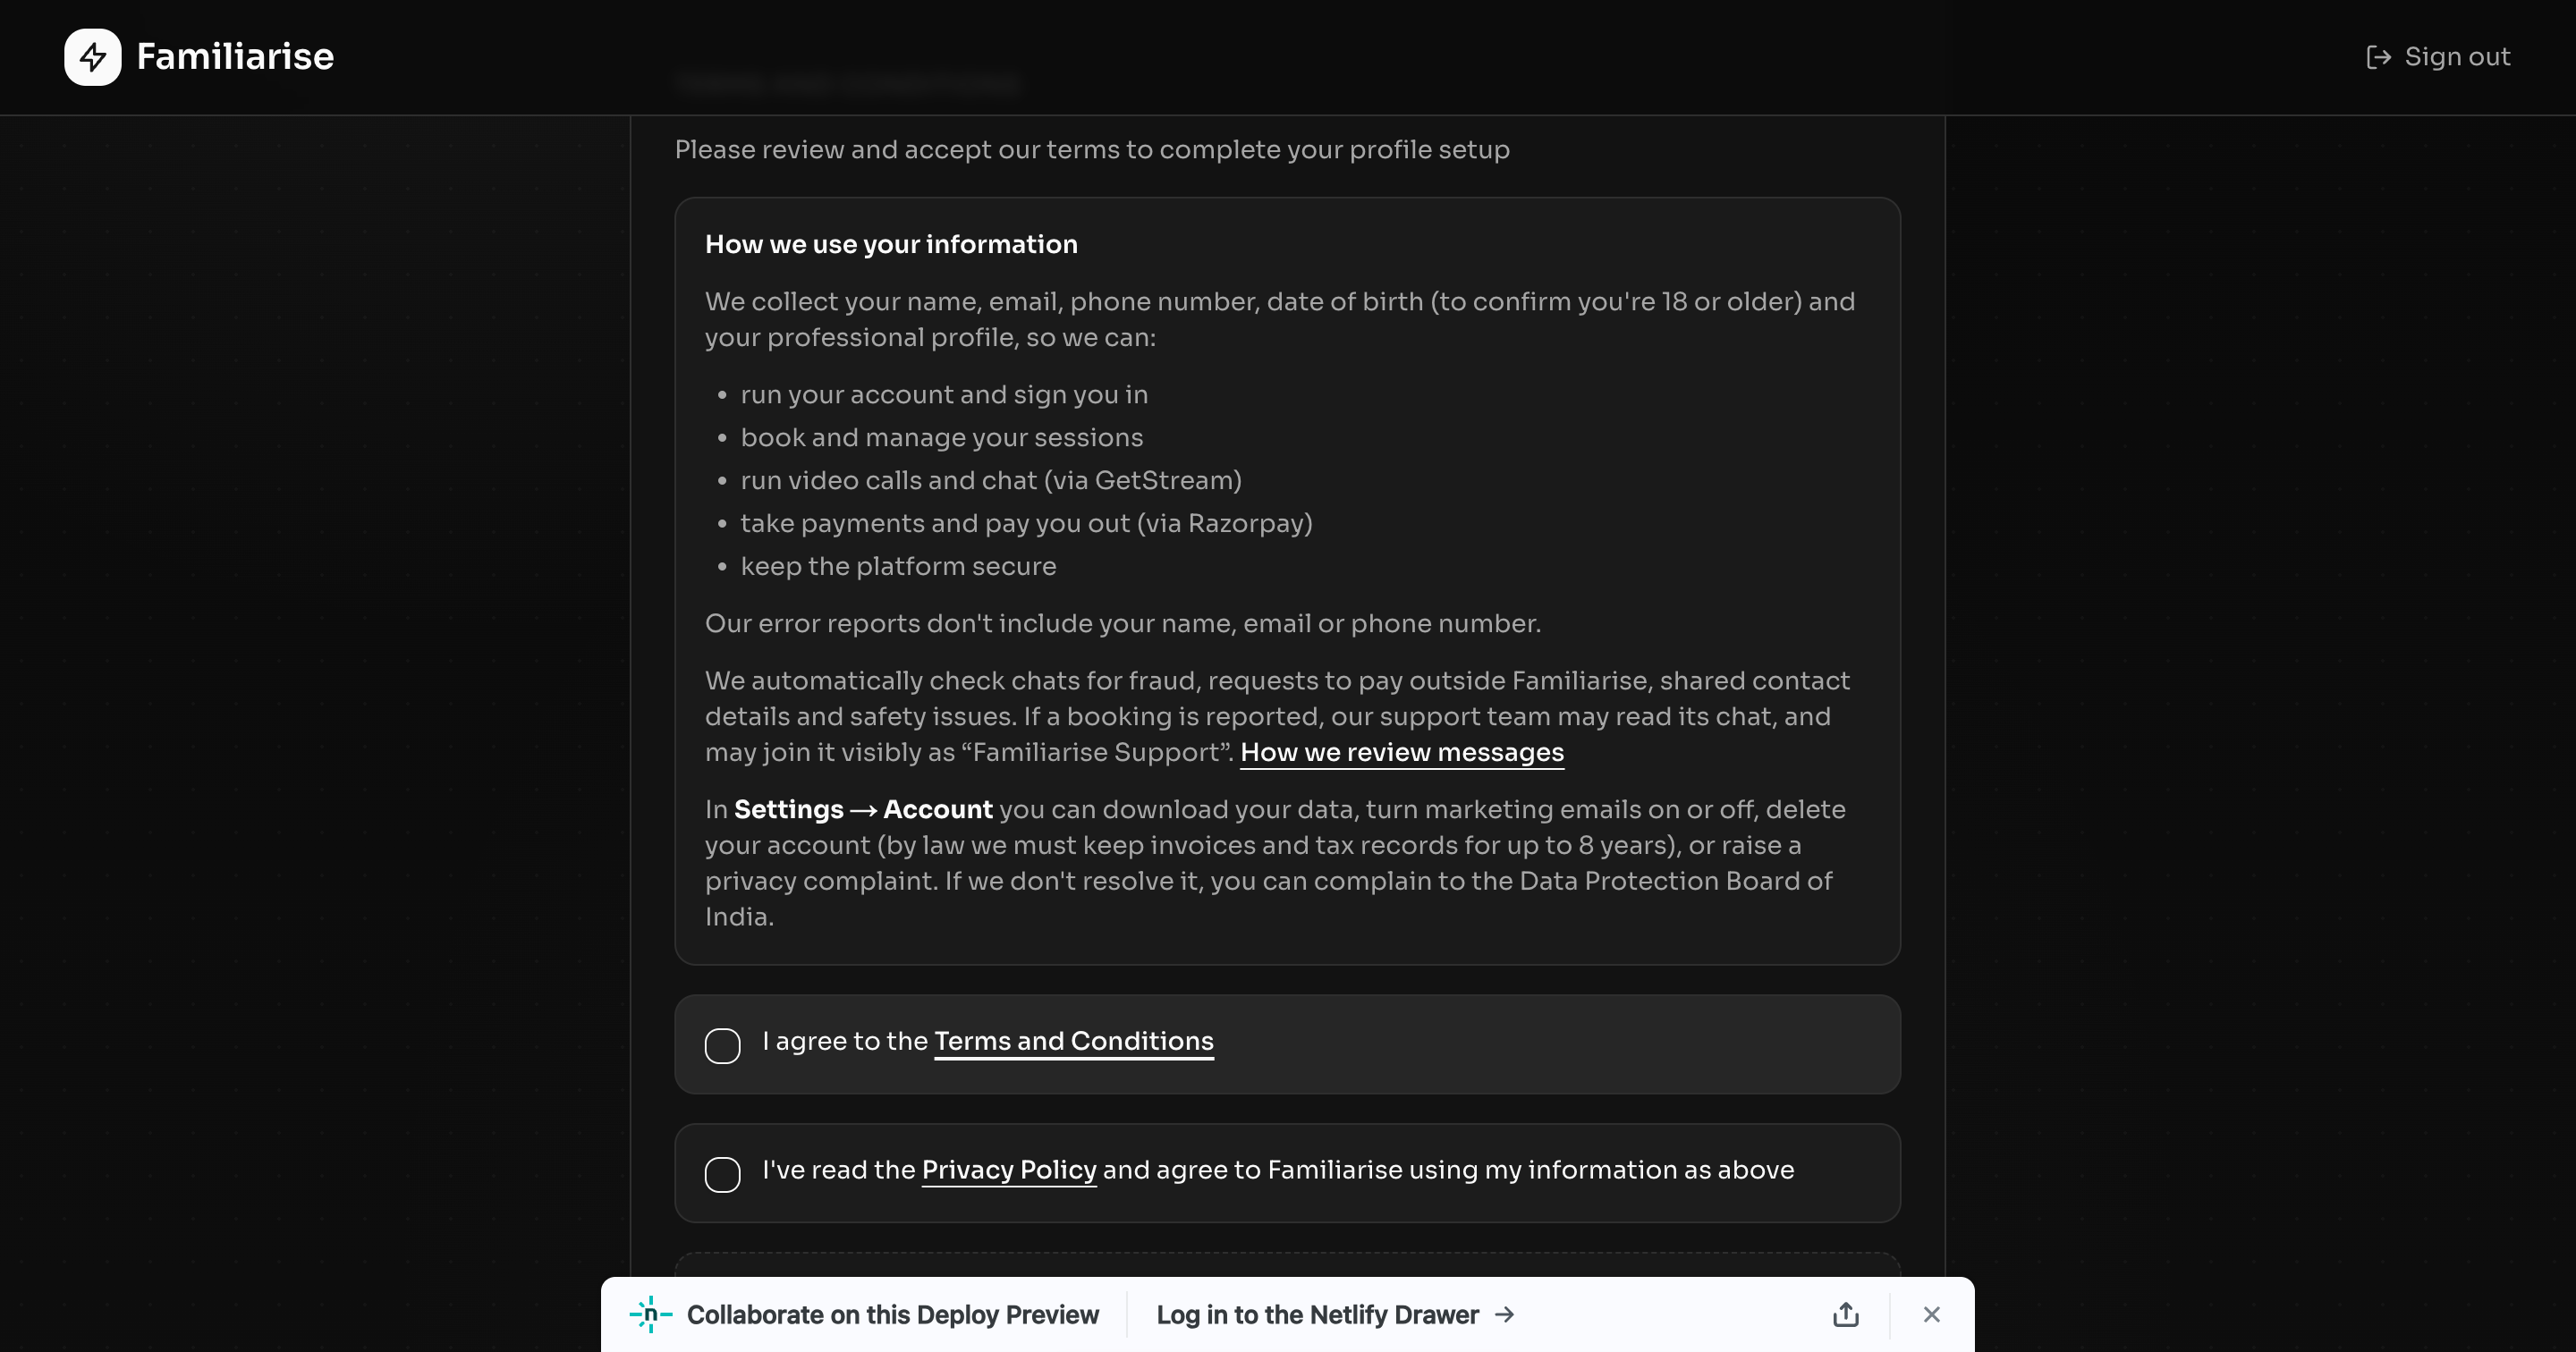 Familiarise
Sign out
TERMS AND CONDITIONS
Please review and accept our terms to complete your profile setup
How we use your information
We collect your name, email, phone number, date of birth (to confirm you're 18 or older) and
your professional profile, so we can:
• run your account and sign you in
• book and manage your sessions
• run video calls and chat (via GetStream)
• take payments and pay you out (via Razorpay)
• keep the platform secure
Our error reports don't include your name, email or phone number.
We automatically check chats for fraud, requests to pay outside Familiarise, shared contact
details and safety issues. If a booking is reported, our support team may read its chat, and
may join it visibly as “Familiarise Support”. How we review messages
In Settings → Account you can download your data, turn marketing emails on or off, delete
your account (by law we must keep invoices and tax records for up to 8 years), or raise a
privacy complaint. If we don't resolve it, you can complain to the Data Protection Board of
India.
I agree to the Terms and Conditions
I've read the Privacy Policy and agree to Familiarise using my information as above
Collaborate on this Deploy Preview
Log in to the Netlify Drawer →